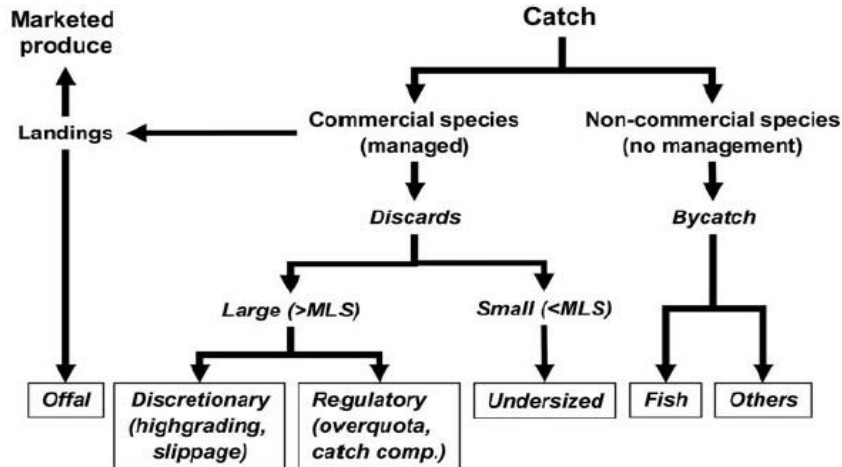 Marketed
produce
Catch
Landings
Commercial species
(managed)
Non-commercial species
(no management)
Discards
Bycatch
Large (>MLS)
Small (<MLS)
Offal
Discretionary
(highgrading,
slippage)
Regulatory
(overquota,
catch comp.)
Undersized
Fish
Others